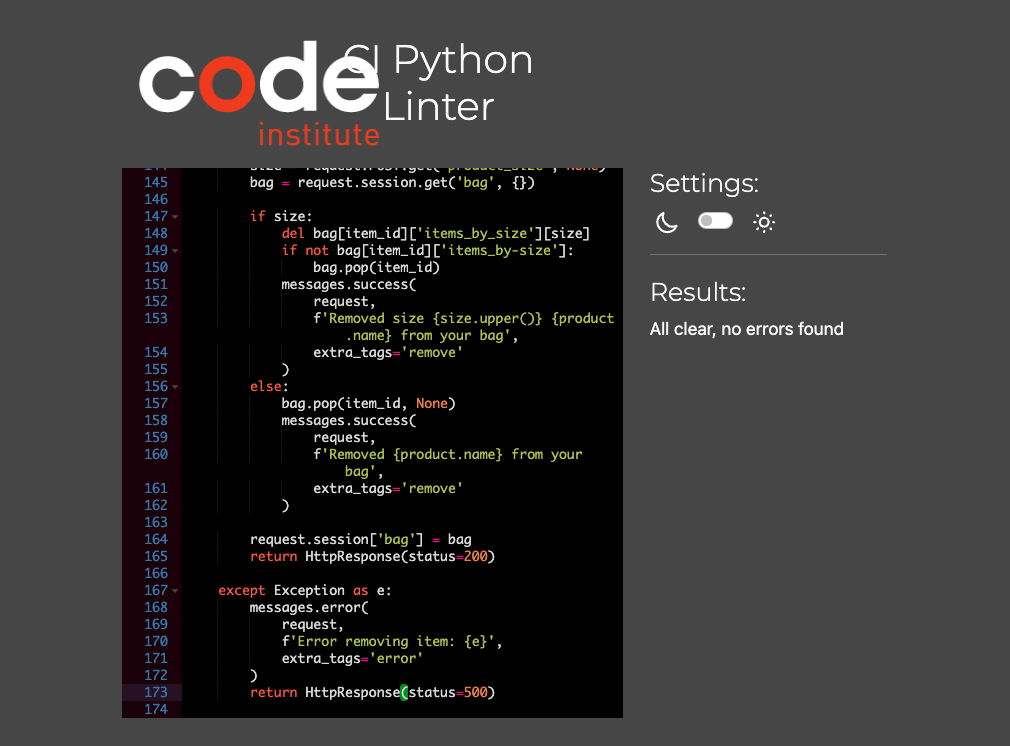 code
institute
CI Python
Linter
144 size = request.POST.get('product_size', None)
145 bag = request.session.get('bag', {})
146
147 if size:
148 del bag[item_id]['items_by_size'][size]
149 if not bag[item_id]['items_by-size']:
150 bag.pop(item_id)
151 messages.success(
152 request,
153 f'Removed size {size.upper()} {product
.name} from your bag',
154 extra_tags='remove'
155 )
156 else:
157 bag.pop(item_id, None)
158 messages.success(
159 request,
160 f'Removed {product.name} from your
bag',
161 extra_tags='remove'
162 )
163
164 request.session['bag'] = bag
165 return HttpResponse(status=200)
166
167 except Exception as e:
168 messages.error(
169 request,
170 f'Error removing item: {e}',
171 extra_tags='error'
172 )
173 return HttpResponse(status=500)
174
Settings:
Results:
All clear, no errors found